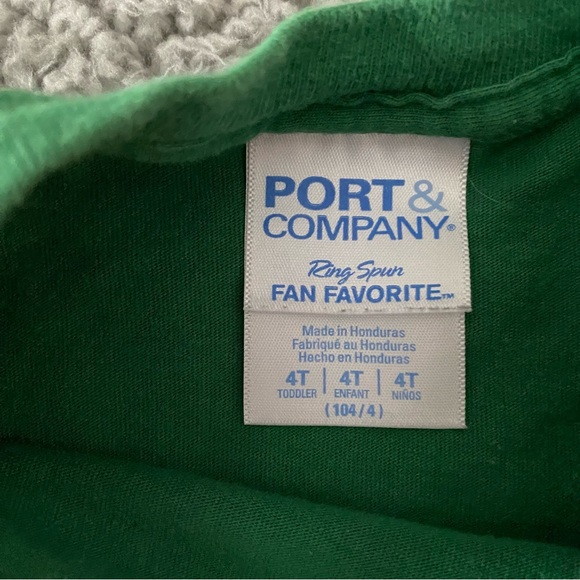 PORT &
COMPANY®
Ring Spun
FAN FAVORITE™
Made in Honduras
Fabriqué au Honduras
Hecho en Honduras
4T | 4T | 4T
TODDLER ENFANT NIÑOS
(104/4)